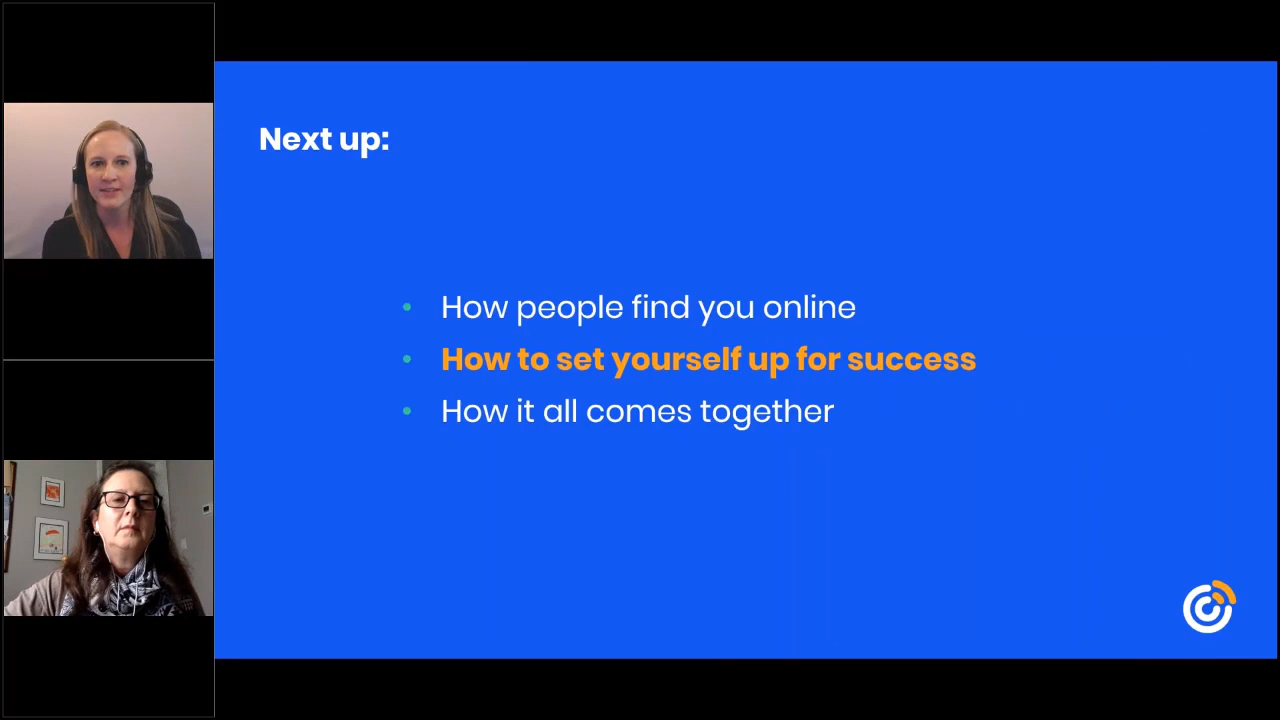 Next up:
• How people find you online
• How to set yourself up for success
• How it all comes together